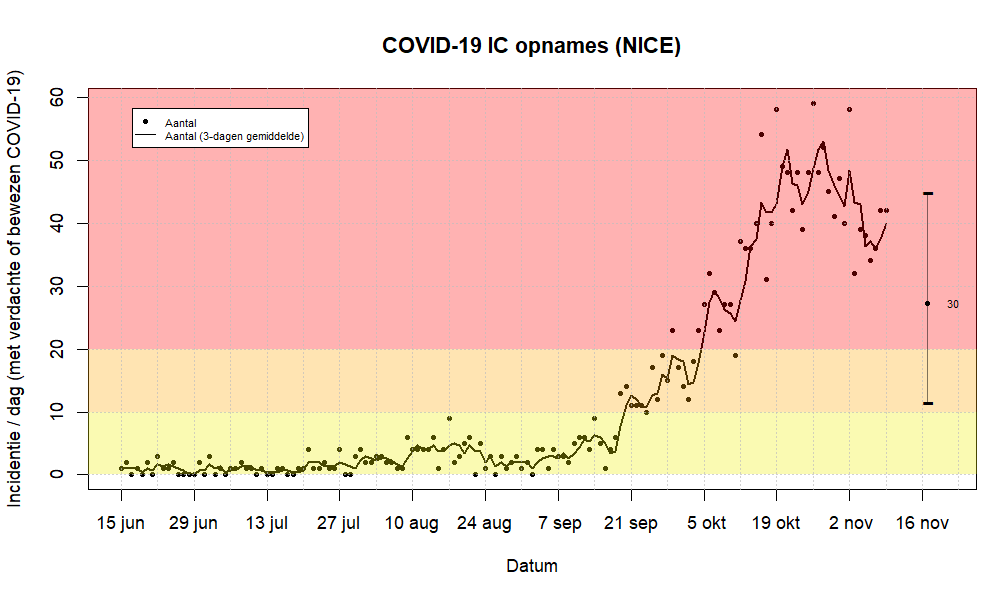 COVID-19 IC opnames (NICE)
Incidentie / dag (met verdachte of bewezen COVID-19)
60
50
40
30
20
10
0
Aantal
Aantal (3-dagen gemiddelde)
30
15 jun 29 jun 13 jul 27 jul 10 aug 24 aug 7 sep 21 sep 5 okt 19 okt 2 nov 16 nov
Datum